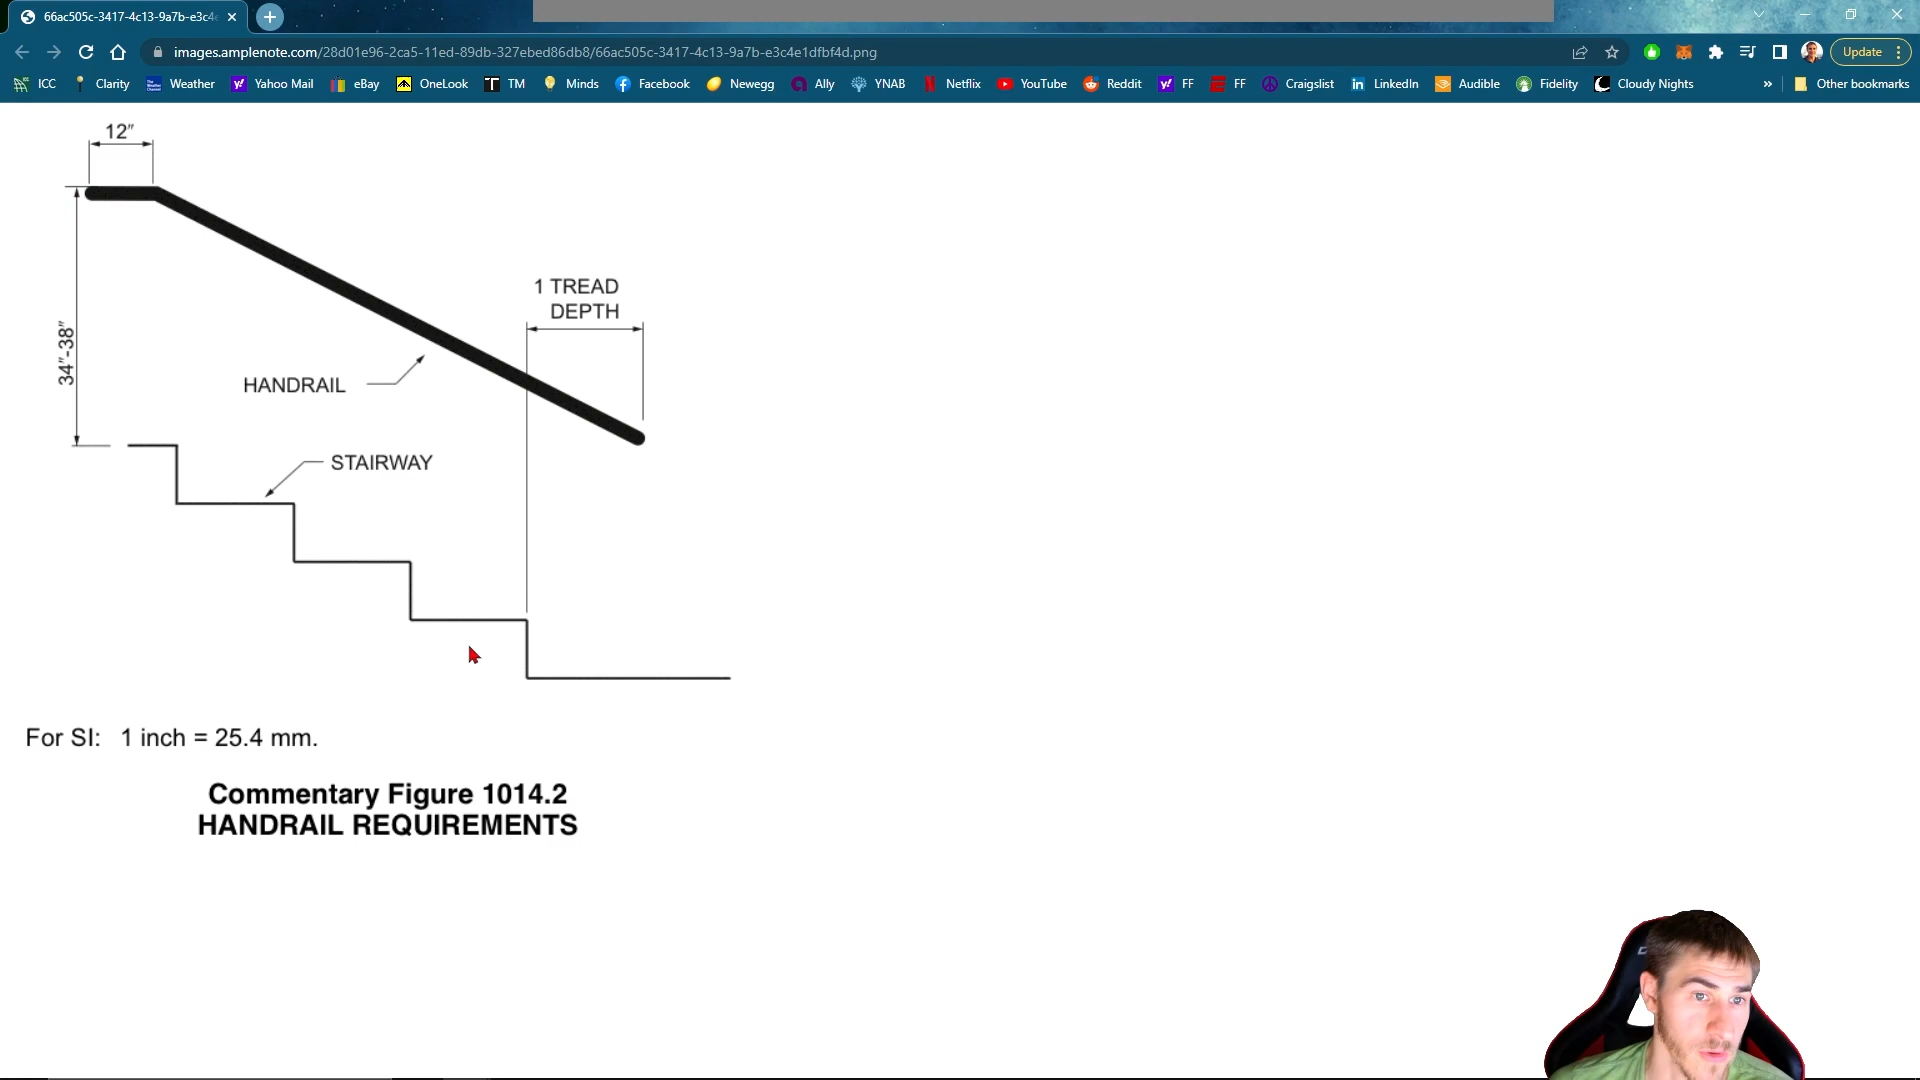 66ac505c-3417-4c13-9a7b-e3c4
images.amplenote.com/28d01e96-2ca5-11ed-89db-327ebed86db8/66ac505c-3417-4c13-9a7b-e3c4e1dfbf4d.png
Update
ICC Clarity Weather Yahoo Mail eBay OneLook TM Minds Facebook Newegg Ally YNAB Netflix YouTube Reddit FF FF Craigslist LinkedIn Audible Fidelity Cloudy Nights » Other bookmarks
12″
34″-38″
1 TREAD
DEPTH
HANDRAIL
STAIRWAY
For SI: 1 inch = 25.4 mm.
Commentary Figure 1014.2
HANDRAIL REQUIREMENTS